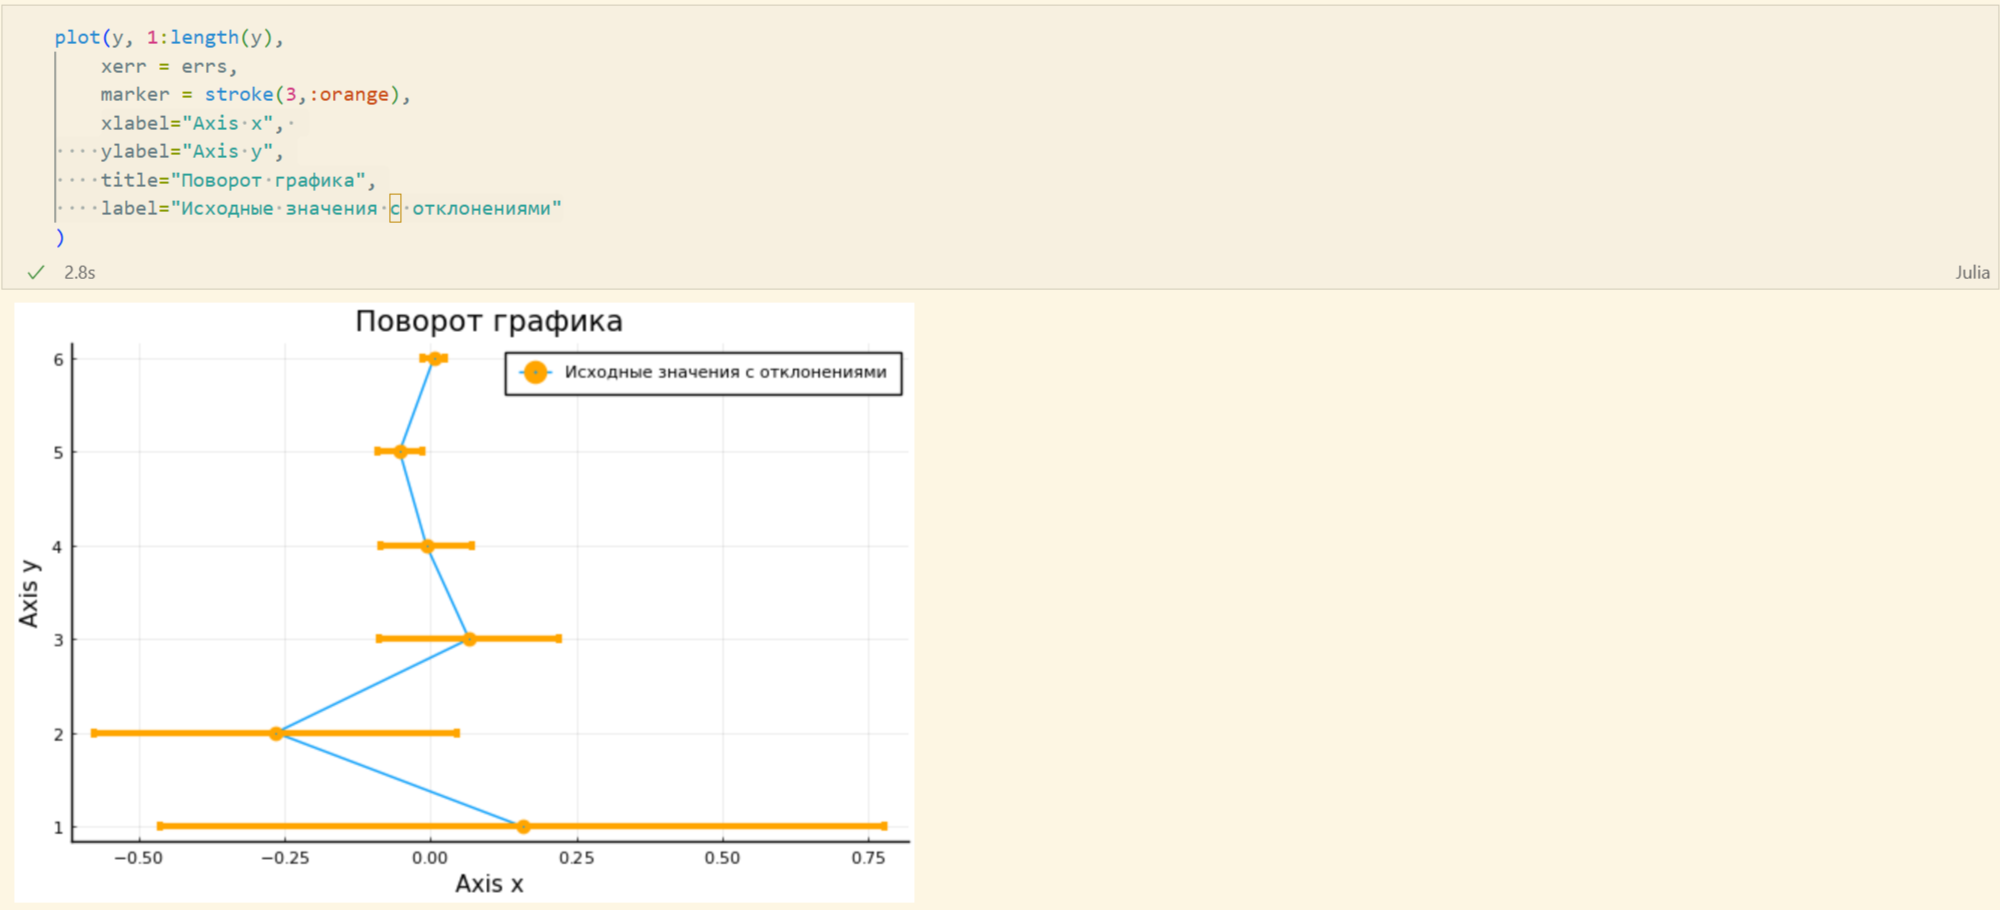 plot(y, 1:length(y),
xerr = errs,
marker = stroke(3,:orange),
xlabel="Axis x",
ylabel="Axis y",
title="Поворот графика",
label="Исходные значения с отклонениями"
)
2.8s
Julia
Поворот графика
Исходные значения с отклонениями
6
5
4
3
2
1
Axis y
−0.50 −0.25 0.00 0.25 0.50 0.75
Axis x